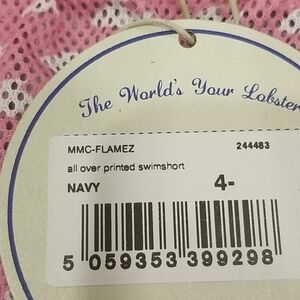 The World's Your Lobster
MMC-FLAMEZ 244483
all over printed swimshort
NAVY 4-
5 059353 399298